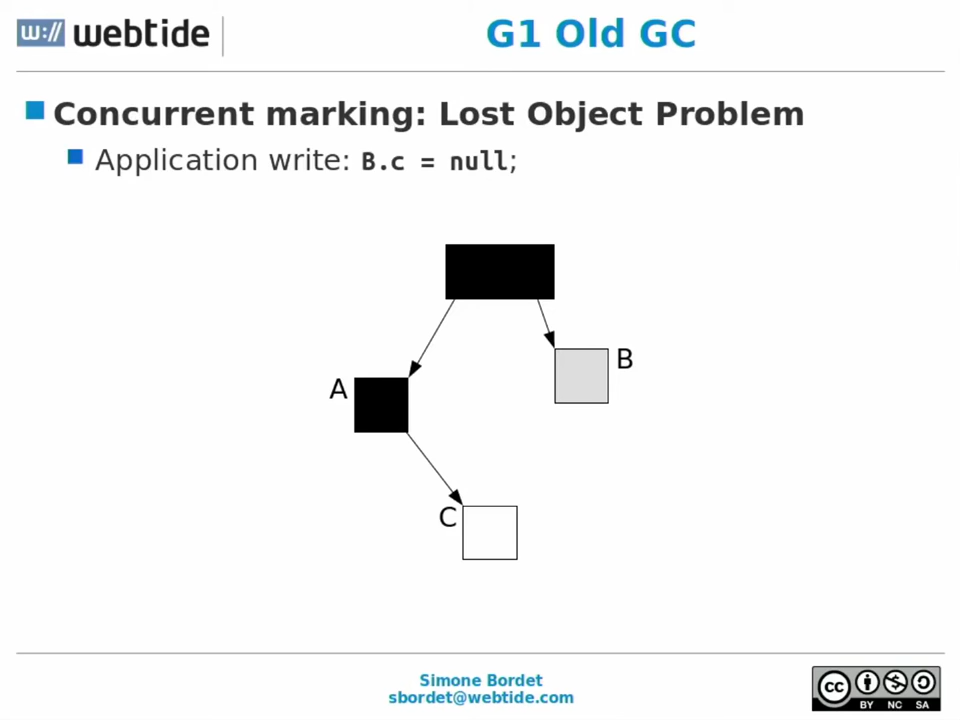 w:// webtide
G1 Old GC
Concurrent marking: Lost Object Problem
Application write: B.c = null;
B
A
C
Simone Bordet
sbordet@webtide.com
cc
BY NC SA